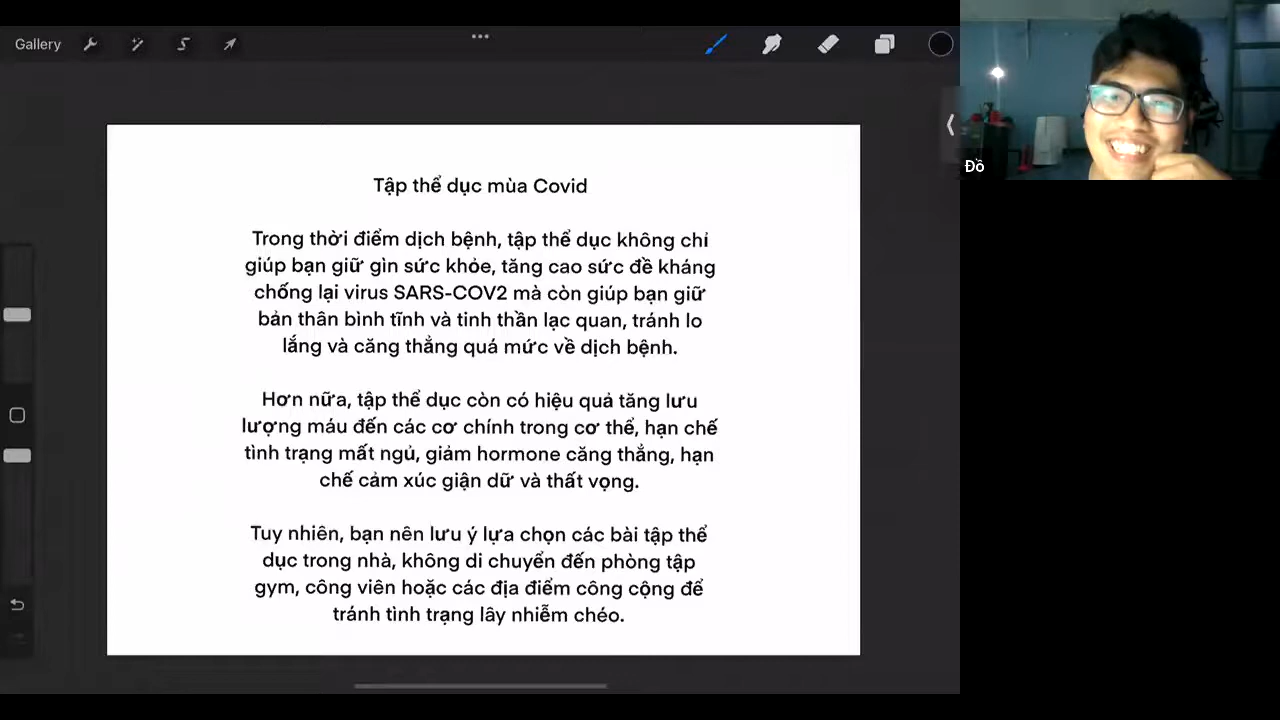 Gallery
Đồ
Tập thể dục mùa Covid
Trong thời điểm dịch bệnh, tập thể dục không chỉ
giúp bạn giữ gìn sức khỏe, tăng cao sức đề kháng
chống lại virus SARS-COV2 mà còn giúp bạn giữ
bản thân bình tĩnh và tinh thần lạc quan, tránh lo
lắng và căng thẳng quá mức về dịch bệnh.
Hơn nữa, tập thể dục còn có hiệu quả tăng lưu
lượng máu đến các cơ chính trong cơ thể, hạn chế
tình trạng mất ngủ, giảm hormone căng thẳng, hạn
chế cảm xúc giận dữ và thất vọng.
Tuy nhiên, bạn nên lưu ý lựa chọn các bài tập thể
dục trong nhà, không di chuyển đến phòng tập
gym, công viên hoặc các địa điểm công cộng để
tránh tình trạng lây nhiễm chéo.